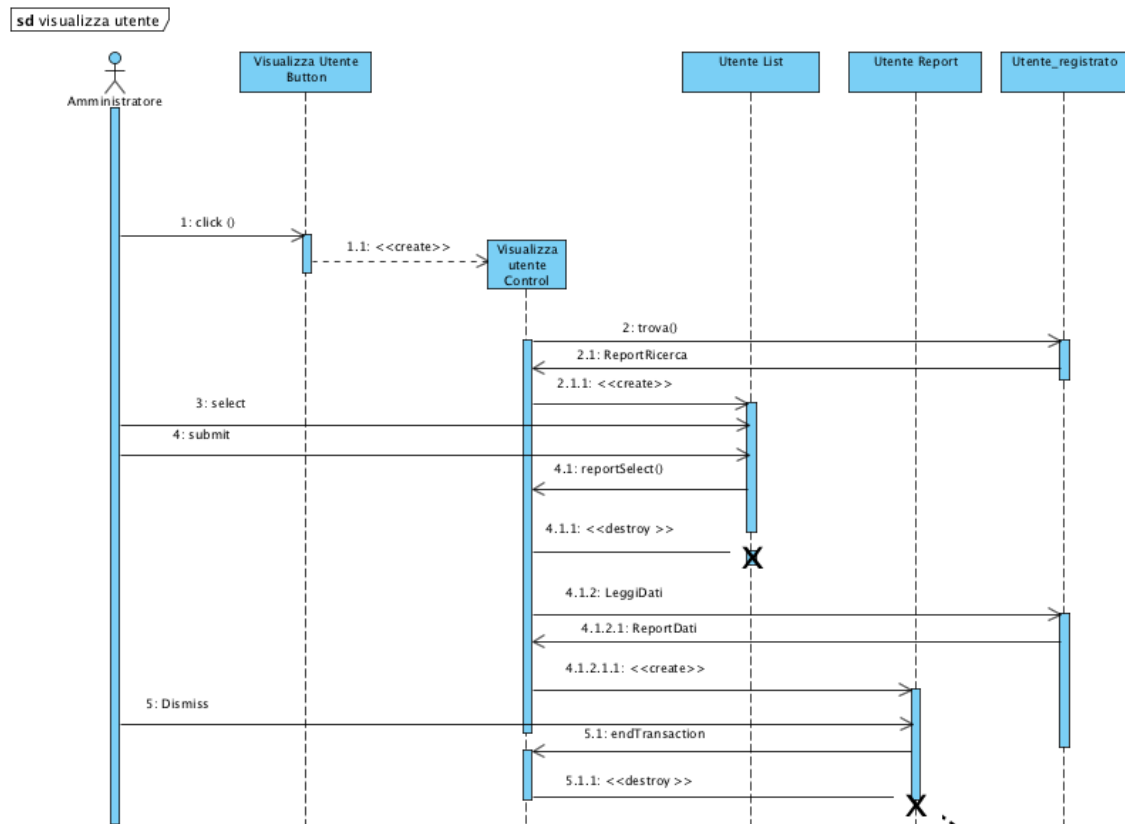 sd visualizza utente
Visualizza Utente
Button
Utente List
Utente Report
Utente_registrato
Amministratore
1: click ()
1.1: <<create>>
Visualizza
utente
Control
2: trova()
2.1: ReportRicerca
2.1.1: <<create>>
3: select
4: submit
4.1: reportSelect()
4.1.1: <<destroy >>
4.1.2: LeggiDati
4.1.2.1: ReportDati
4.1.2.1.1: <<create>>
5: Dismiss
5.1: endTransaction
5.1.1: <<destroy >>